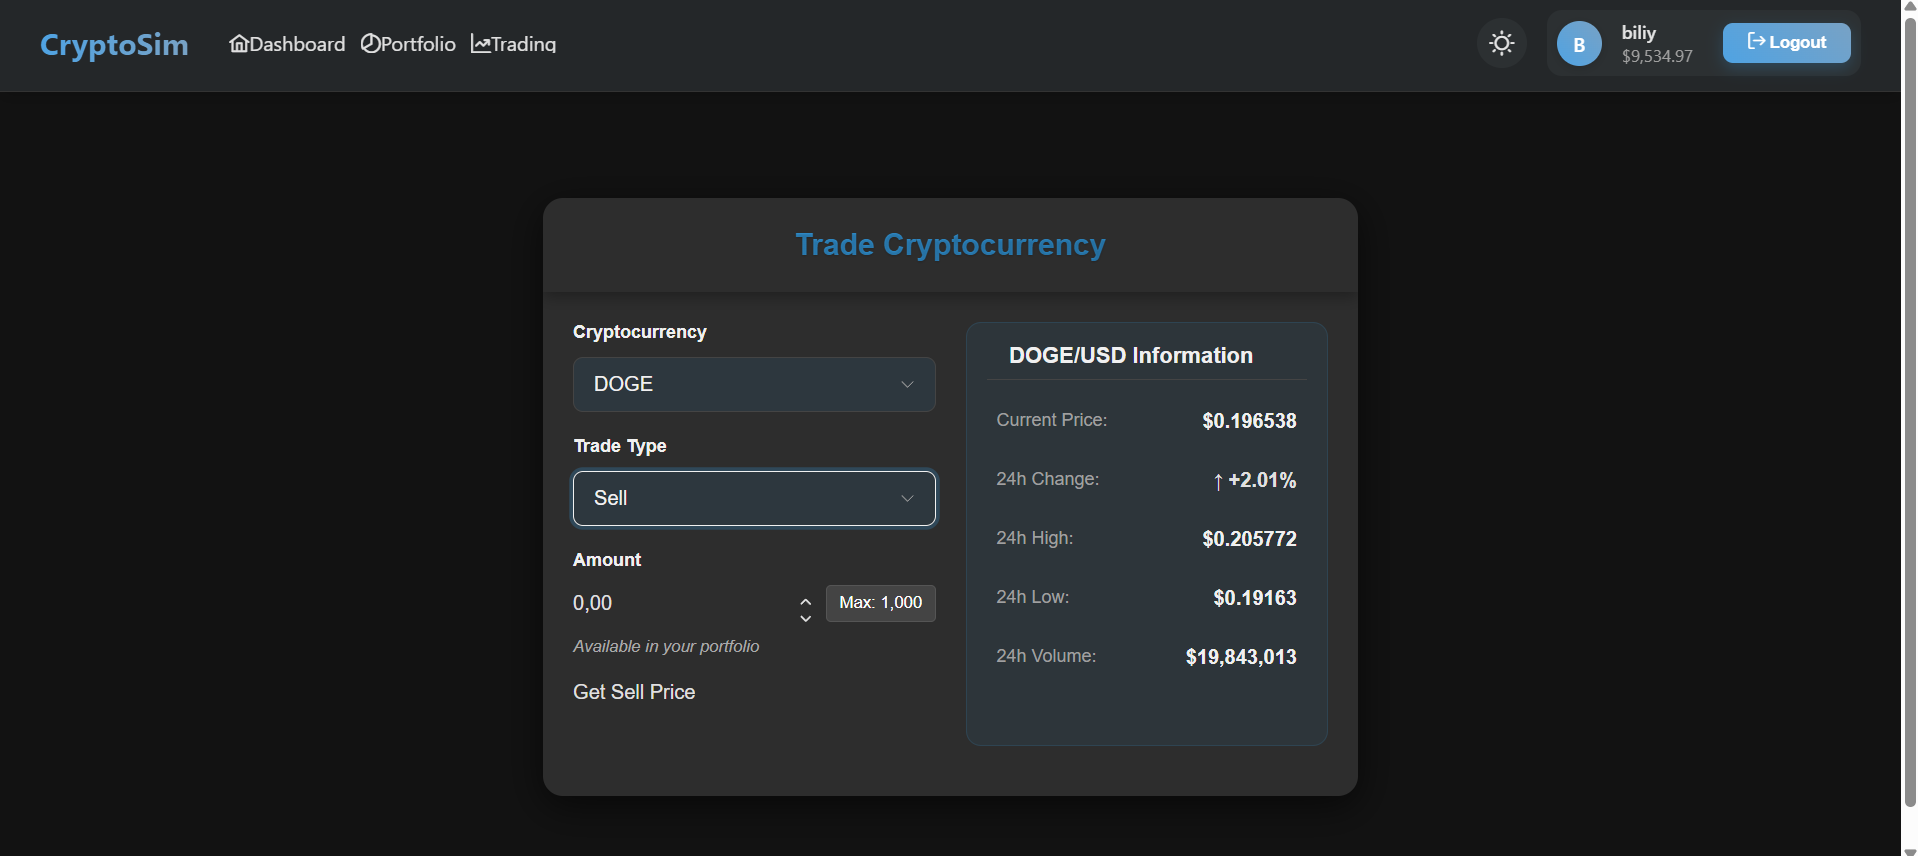 CryptoSim
Dashboard Portfolio Trading
B
biliy
$9,534.97
Logout
Trade Cryptocurrency
Cryptocurrency
DOGE
Trade Type
Sell
Amount
0,00
Max: 1,000
Available in your portfolio
Get Sell Price
DOGE/USD Information
Current Price: $0.196538
24h Change: ↑ +2.01%
24h High: $0.205772
24h Low: $0.19163
24h Volume: $19,843,013